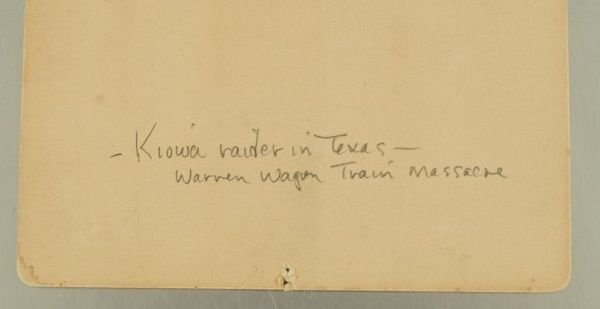 - Kiowa raider in Texas -
Warren Wagon Train Massacre